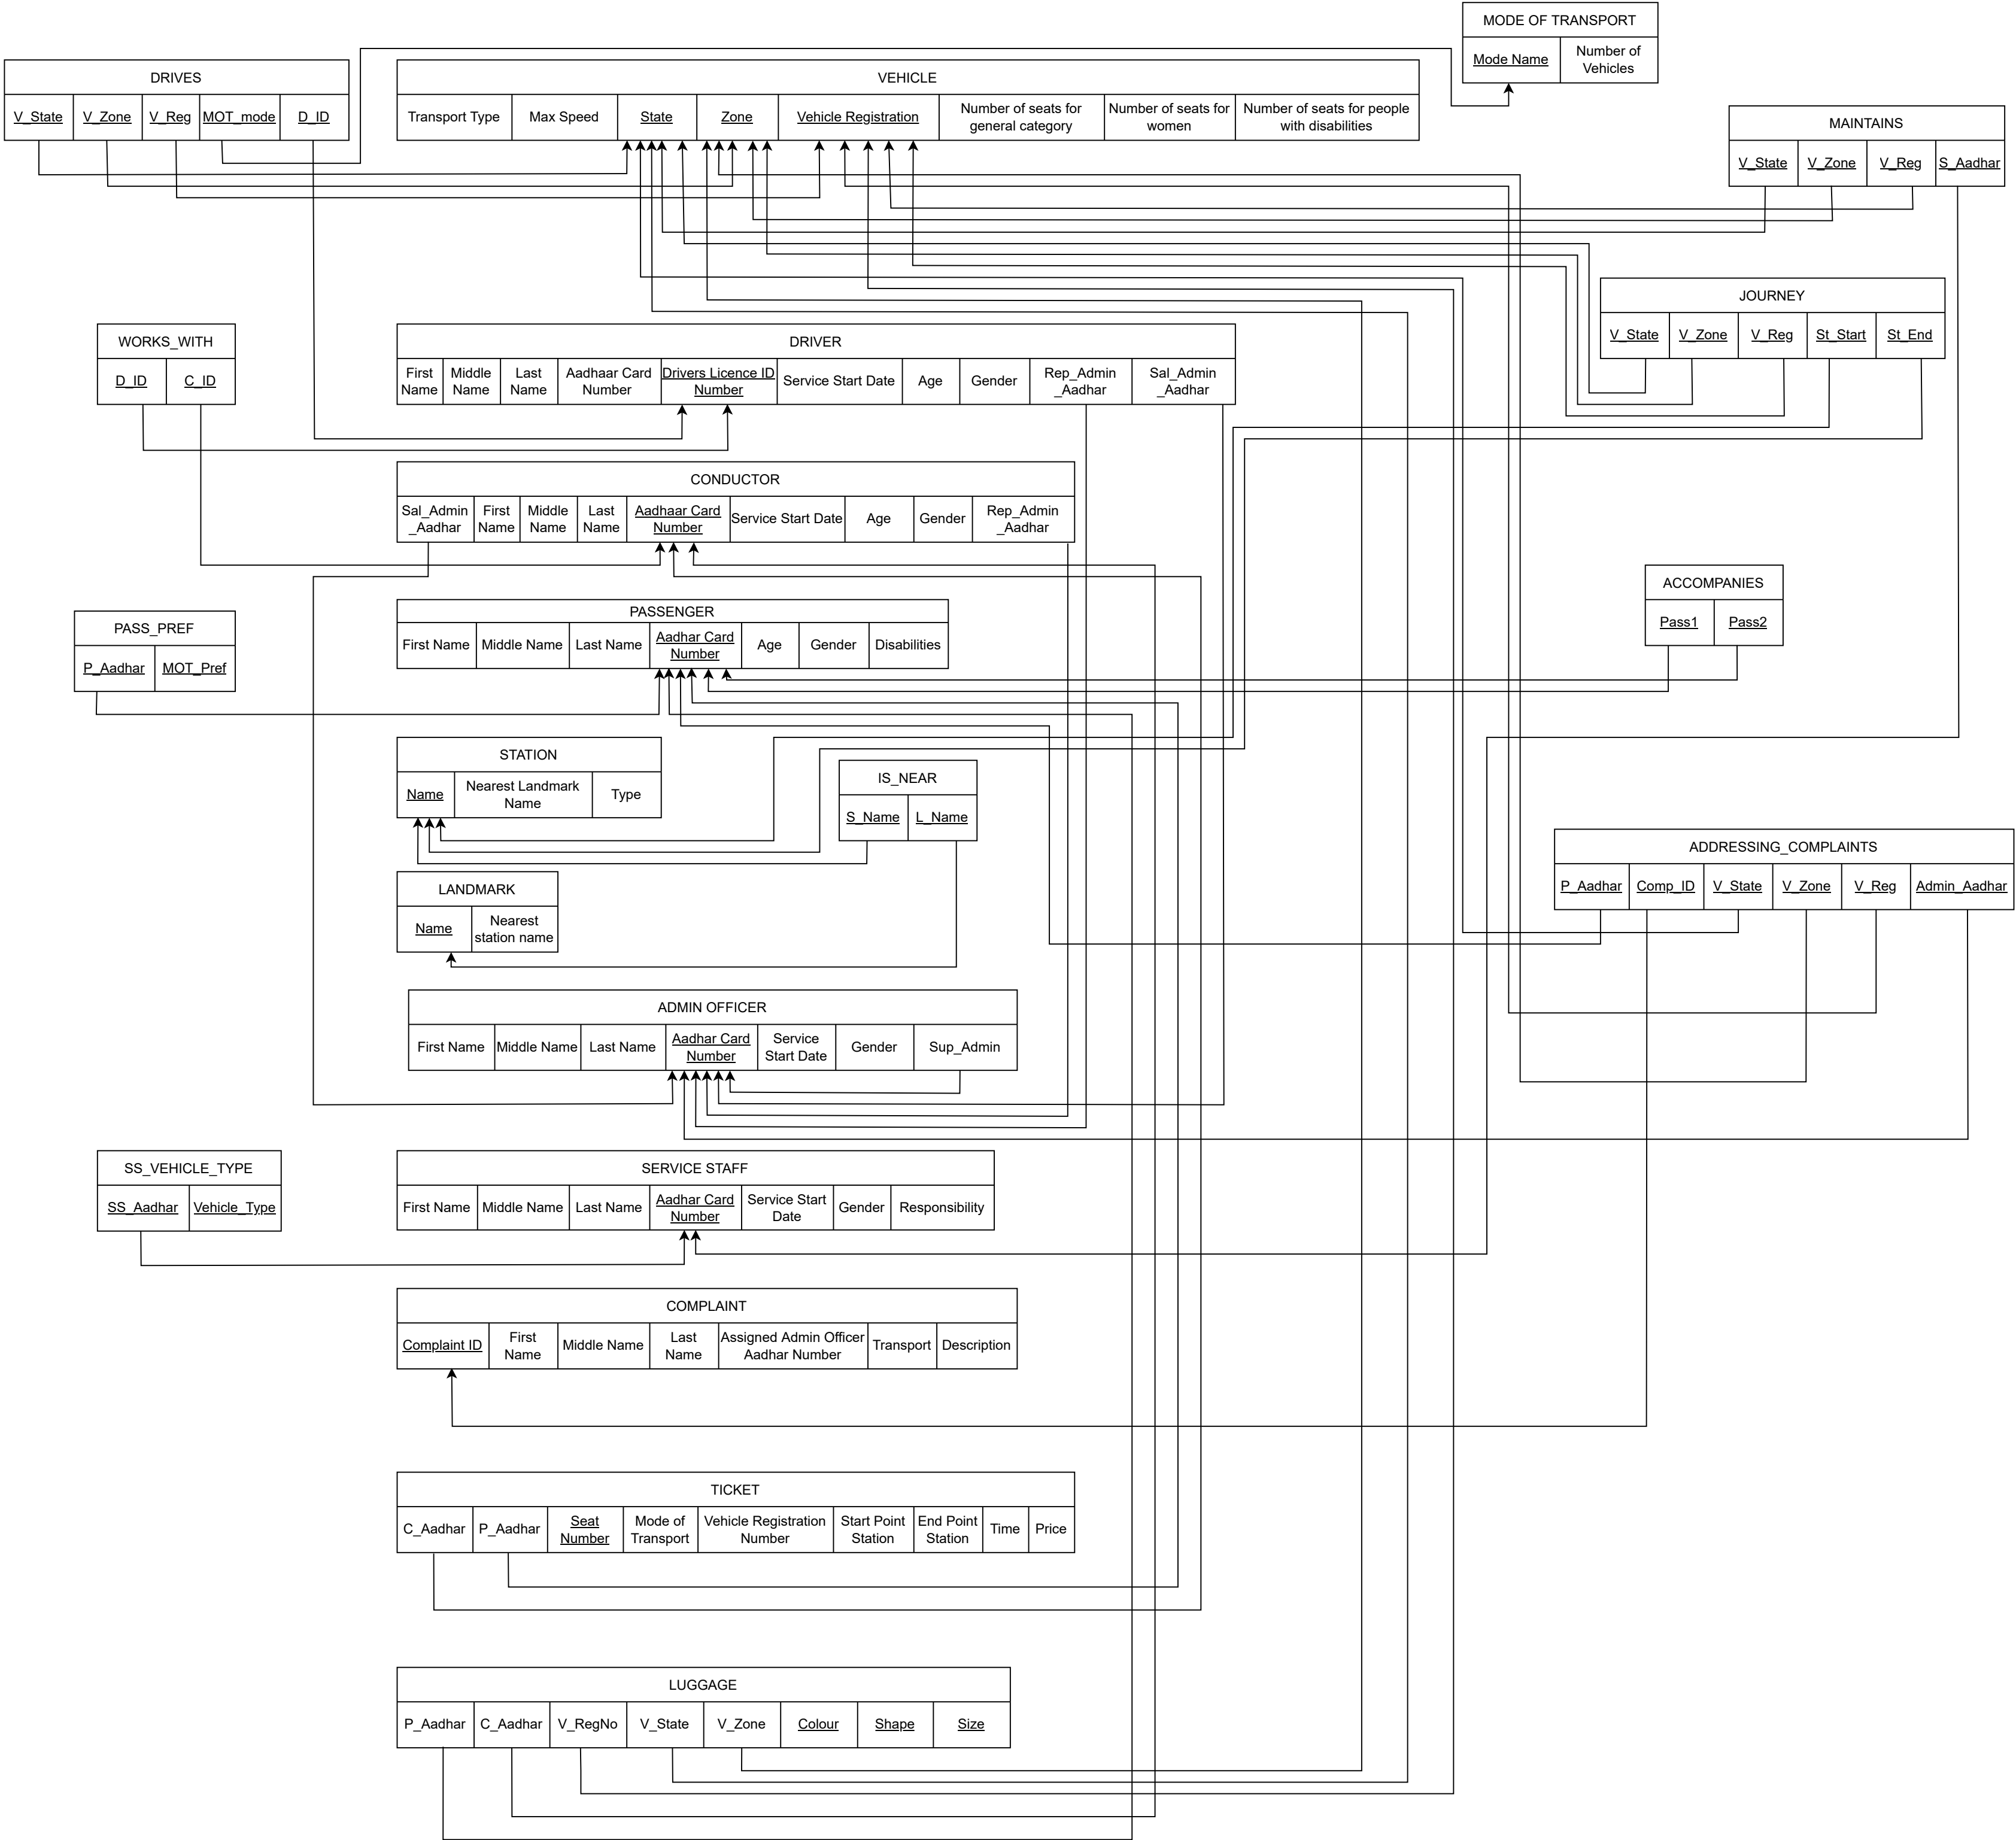 MODE OF TRANSPORT
Mode Name
Number of
Vehicles
DRIVES
V_State
V_Zone
V_Reg
MOT_mode
D_ID
VEHICLE
Transport Type
Max Speed
State
Zone
Vehicle Registration
Number of seats for
general category
Number of seats for
women
Number of seats for people
with disabilities
MAINTAINS
V_State
V_Zone
V_Reg
S_Aadhar
JOURNEY
V_State
V_Zone
V_Reg
St_Start
St_End
WORKS_WITH
D_ID
C_ID
DRIVER
First
Name
Middle
Name
Last
Name
Aadhaar Card
Number
Drivers Licence ID
Number
Service Start Date
Age
Gender
Rep_Admin
_Aadhar
Sal_Admin
_Aadhar
CONDUCTOR
Sal_Admin
_Aadhar
First
Name
Middle
Name
Last
Name
Aadhaar Card
Number
Service Start Date
Age
Gender
Rep_Admin
_Aadhar
ACCOMPANIES
Pass1
Pass2
PASS_PREF
P_Aadhar
MOT_Pref
PASSENGER
First Name
Middle Name
Last Name
Aadhar Card
Number
Age
Gender
Disabilities
STATION
Name
Nearest Landmark
Name
Type
IS_NEAR
S_Name
L_Name
ADDRESSING_COMPLAINTS
P_Aadhar
Comp_ID
V_State
V_Zone
V_Reg
Admin_Aadhar
LANDMARK
Name
Nearest
station name
ADMIN OFFICER
First Name
Middle Name
Last Name
Aadhar Card
Number
Service
Start Date
Gender
Sup_Admin
SS_VEHICLE_TYPE
SS_Aadhar
Vehicle_Type
SERVICE STAFF
First Name
Middle Name
Last Name
Aadhar Card
Number
Service Start
Date
Gender
Responsibility
COMPLAINT
Complaint ID
First
Name
Middle Name
Last
Name
Assigned Admin Officer
Aadhar Number
Transport
Description
TICKET
C_Aadhar
P_Aadhar
Seat
Number
Mode of
Transport
Vehicle Registration
Number
Start Point
Station
End Point
Station
Time
Price
LUGGAGE
P_Aadhar
C_Aadhar
V_RegNo
V_State
V_Zone
Colour
Shape
Size